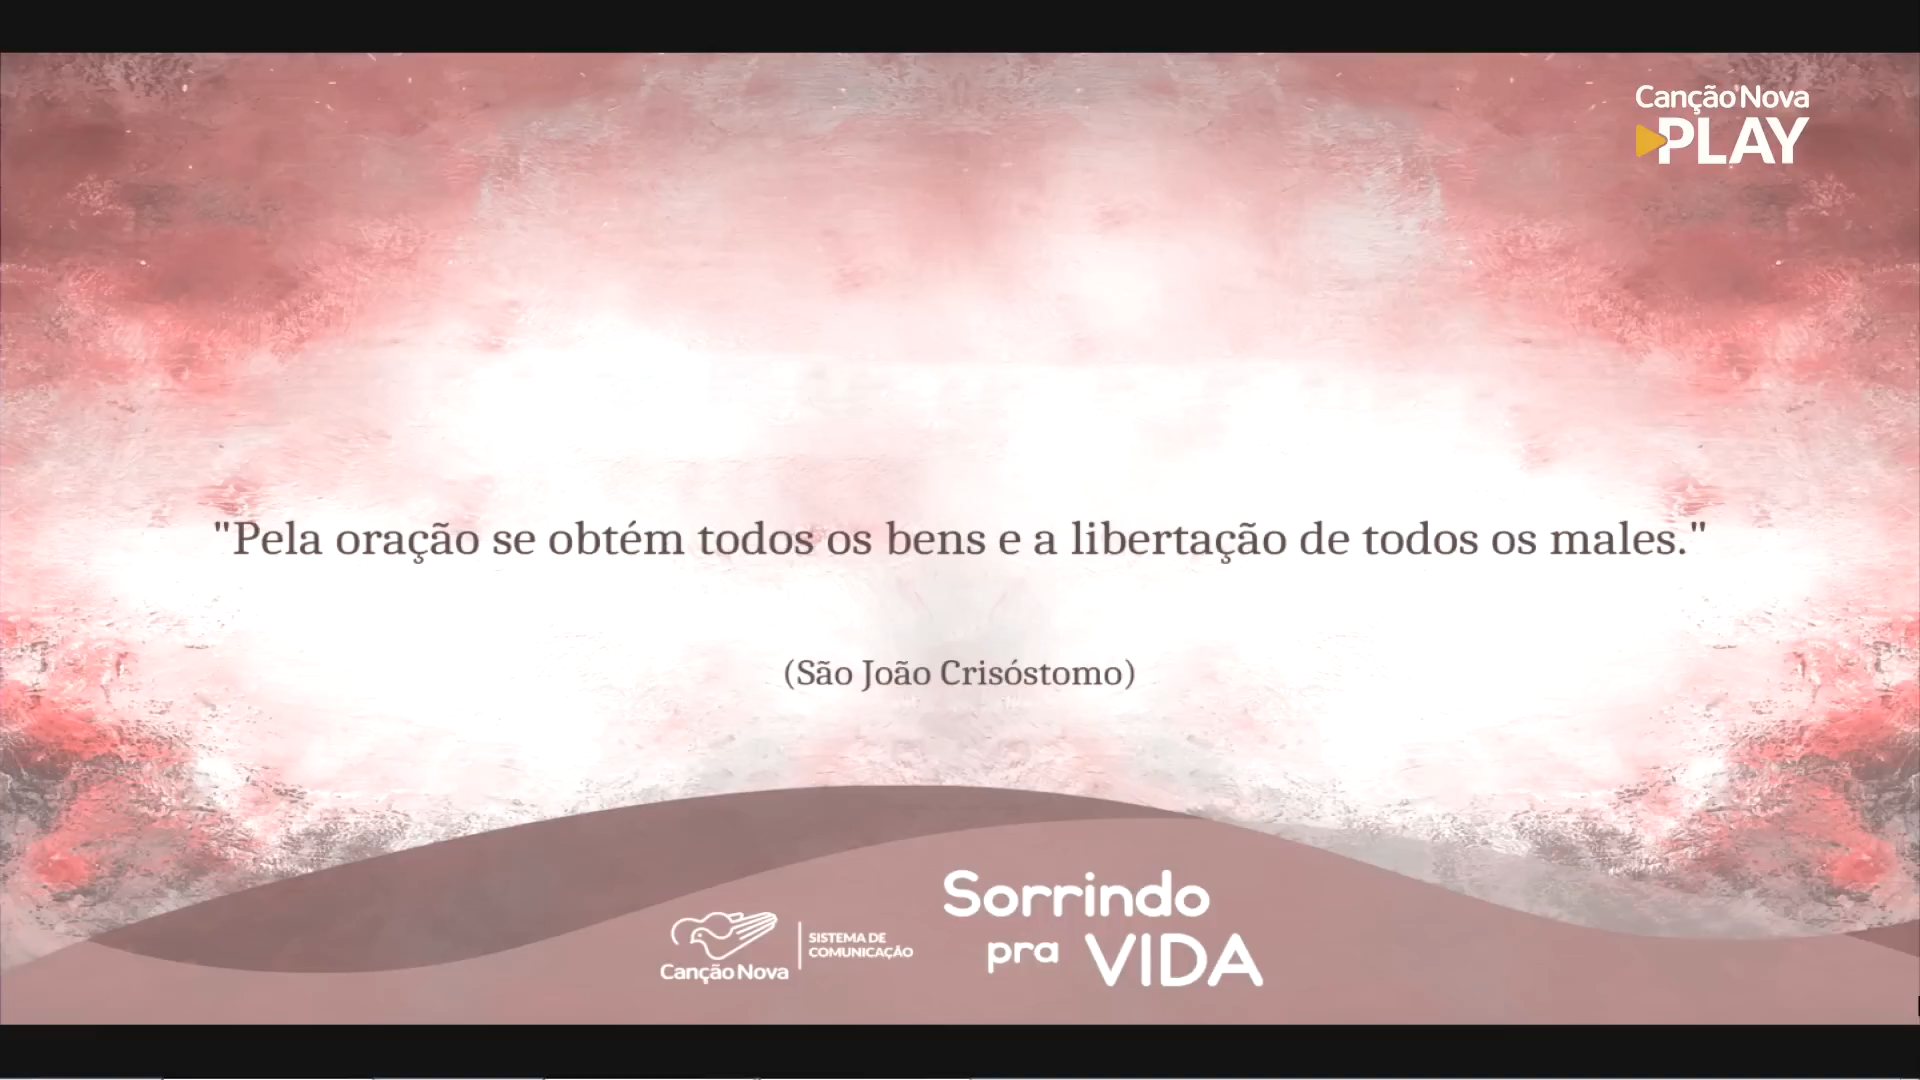 Canção Nova
PLAY
"Pela oração se obtém todos os bens e a libertação de todos os males."
(São João Crisóstomo)
Canção Nova
SISTEMA DE
COMUNICAÇÃO
Sorrindo
pra VIDA